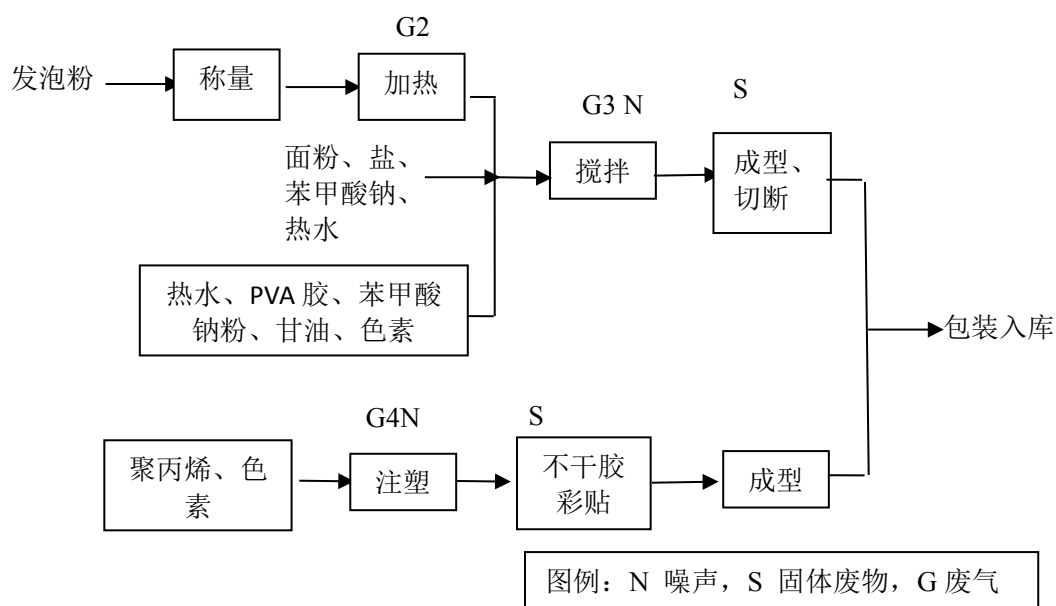 G2
发泡粉
称量
加热
G3 N
S
面粉、盐、
苯甲酸钠、
热水
搅拌
成型、
切断
热水、PVA 胶、苯甲酸
钠粉、甘油、色素
包装入库
G4N
S
聚丙烯、色
素
注塑
不干胶
彩贴
成型
图例：N 噪声，S 固体废物，G 废气